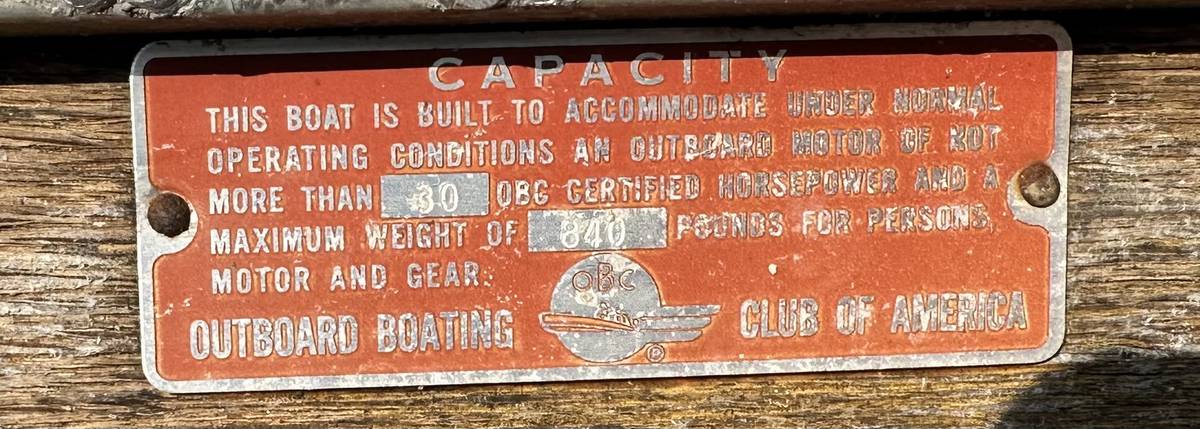 CAPACITY
THIS BOAT IS BUILT TO ACCOMMODATE UNDER NORMAL
OPERATING CONDITIONS AN OUTBOARD MOTOR OF NOT
MORE THAN 30 OBC CERTIFIED HORSEPOWER AND A
MAXIMUM WEIGHT OF 840 POUNDS FOR PERSONS,
MOTOR AND GEAR.
OBC
OUTBOARD BOATING CLUB OF AMERICA
®